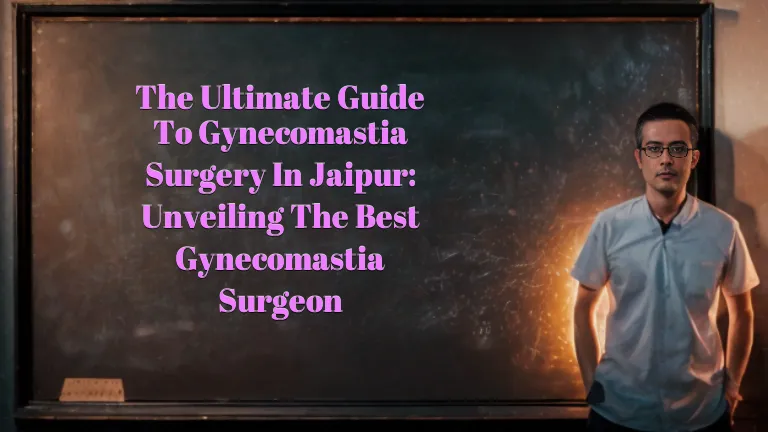 The Ultimate Guide
To Gynecomastia
Surgery In Jaipur:
Unveiling The Best
Gynecomastia
Surgeon